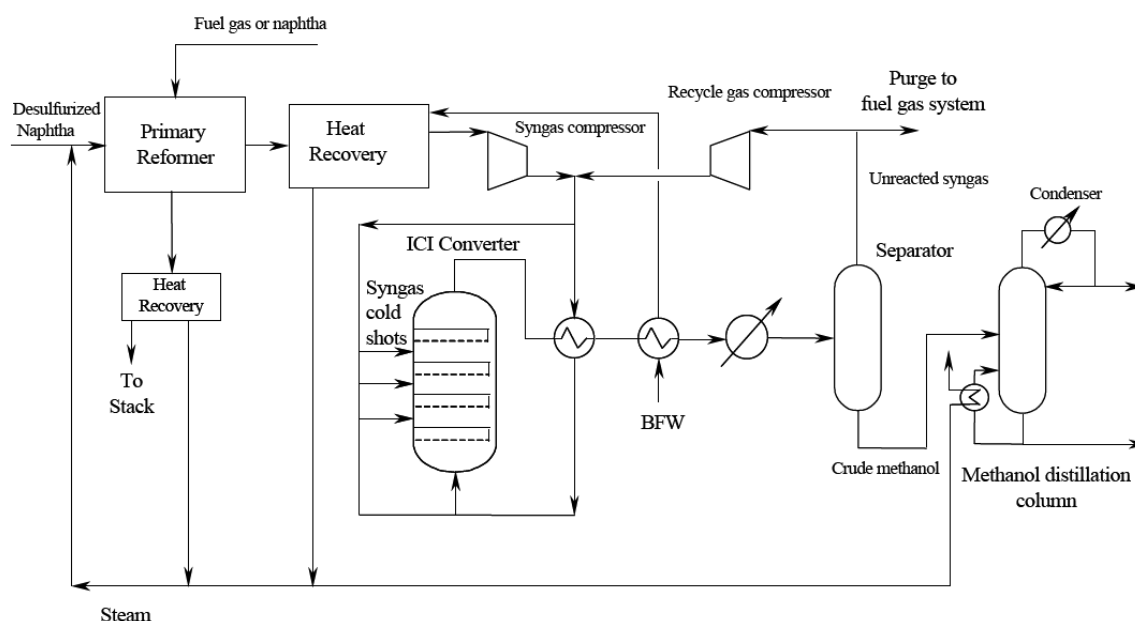 Fuel gas or naphtha
Desulfurized
Naphtha
Primary
Reformer
Heat
Recovery
Syngas compressor
Recycle gas compressor
Purge to
fuel gas system
Unreacted syngas
Condenser
ICI Converter
Separator
Heat
Recovery
Syngas
cold
shots
To
Stack
BFW
Crude methanol
Methanol distillation
column
Steam